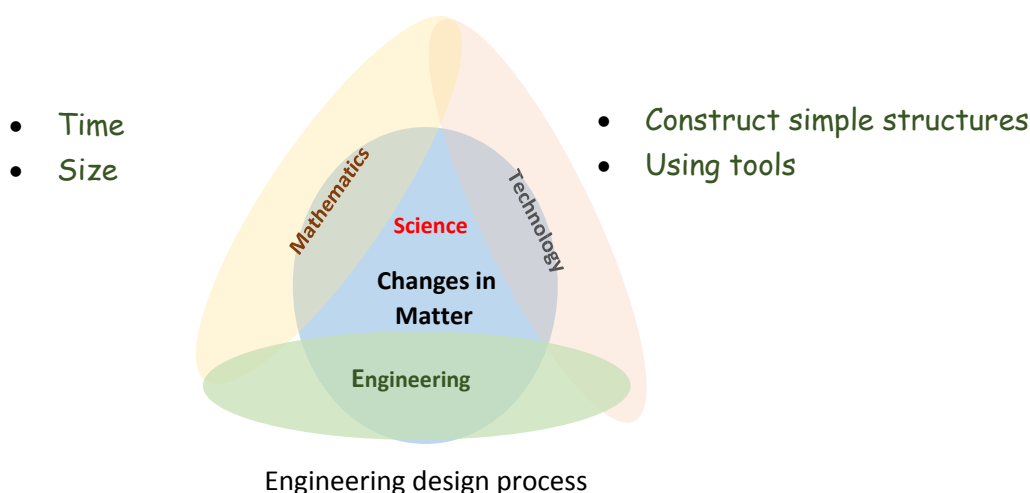 • Time
• Size
• Construct simple structures
• Using tools
Mathematics
Technology
Science
Changes in
Matter
Engineering
Engineering design process